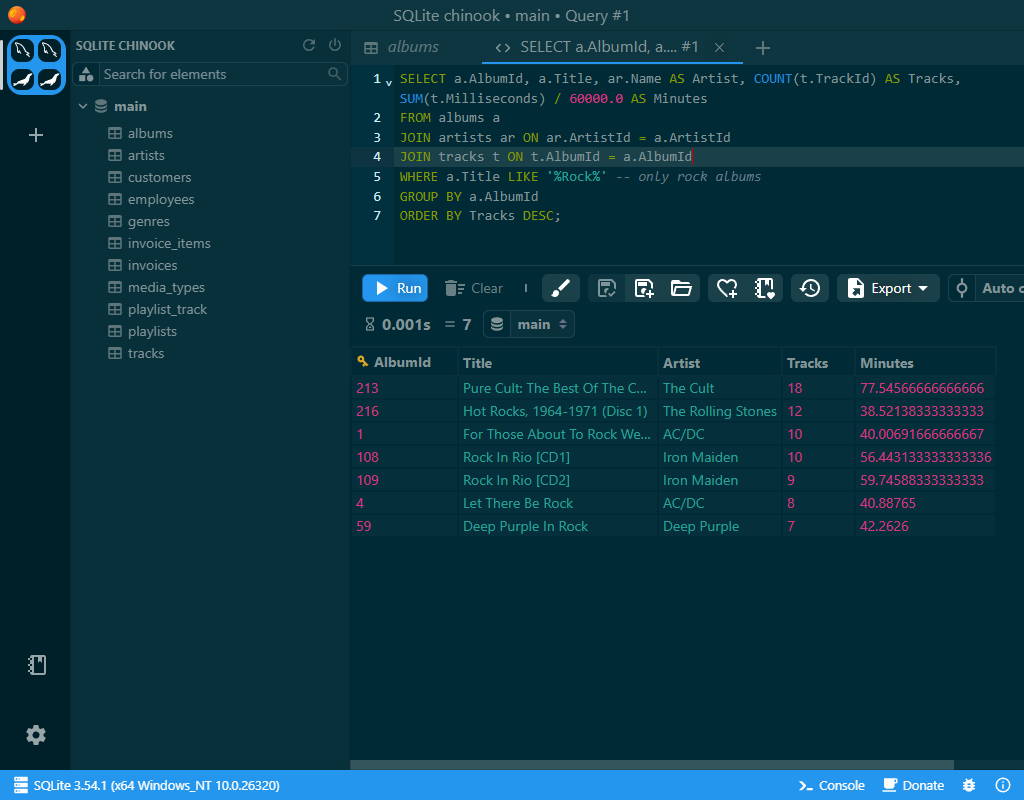 SQLite chinook • main • Query #1
SQLITE CHINOOK
Search for elements
main
albums
artists
customers
employees
genres
invoice_items
invoices
media_types
playlist_track
playlists
tracks
albums
SELECT a.AlbumId, a.... #1
1 SELECT a.AlbumId, a.Title, ar.Name AS Artist, COUNT(t.TrackId) AS Tracks,
SUM(t.Milliseconds) / 60000.0 AS Minutes
2 FROM albums a
3 JOIN artists ar ON ar.ArtistId = a.ArtistId
4 JOIN tracks t ON t.AlbumId = a.AlbumId
5 WHERE a.Title LIKE '%Rock%' -- only rock albums
6 GROUP BY a.AlbumId
7 ORDER BY Tracks DESC;
Run Clear Export Auto c
0.001s = 7 main
AlbumId Title Artist Tracks Minutes
213 Pure Cult: The Best Of The C... The Cult 18 77.54566666666666
216 Hot Rocks, 1964-1971 (Disc 1) The Rolling Stones 12 38.52138333333333
1 For Those About To Rock We... AC/DC 10 40.00691666666667
108 Rock In Rio [CD1] Iron Maiden 10 56.443133333333336
109 Rock In Rio [CD2] Iron Maiden 9 59.74588333333333
4 Let There Be Rock AC/DC 8 40.88765
59 Deep Purple In Rock Deep Purple 7 42.2626
SQLite 3.54.1 (x64 Windows_NT 10.0.26320)
Console Donate